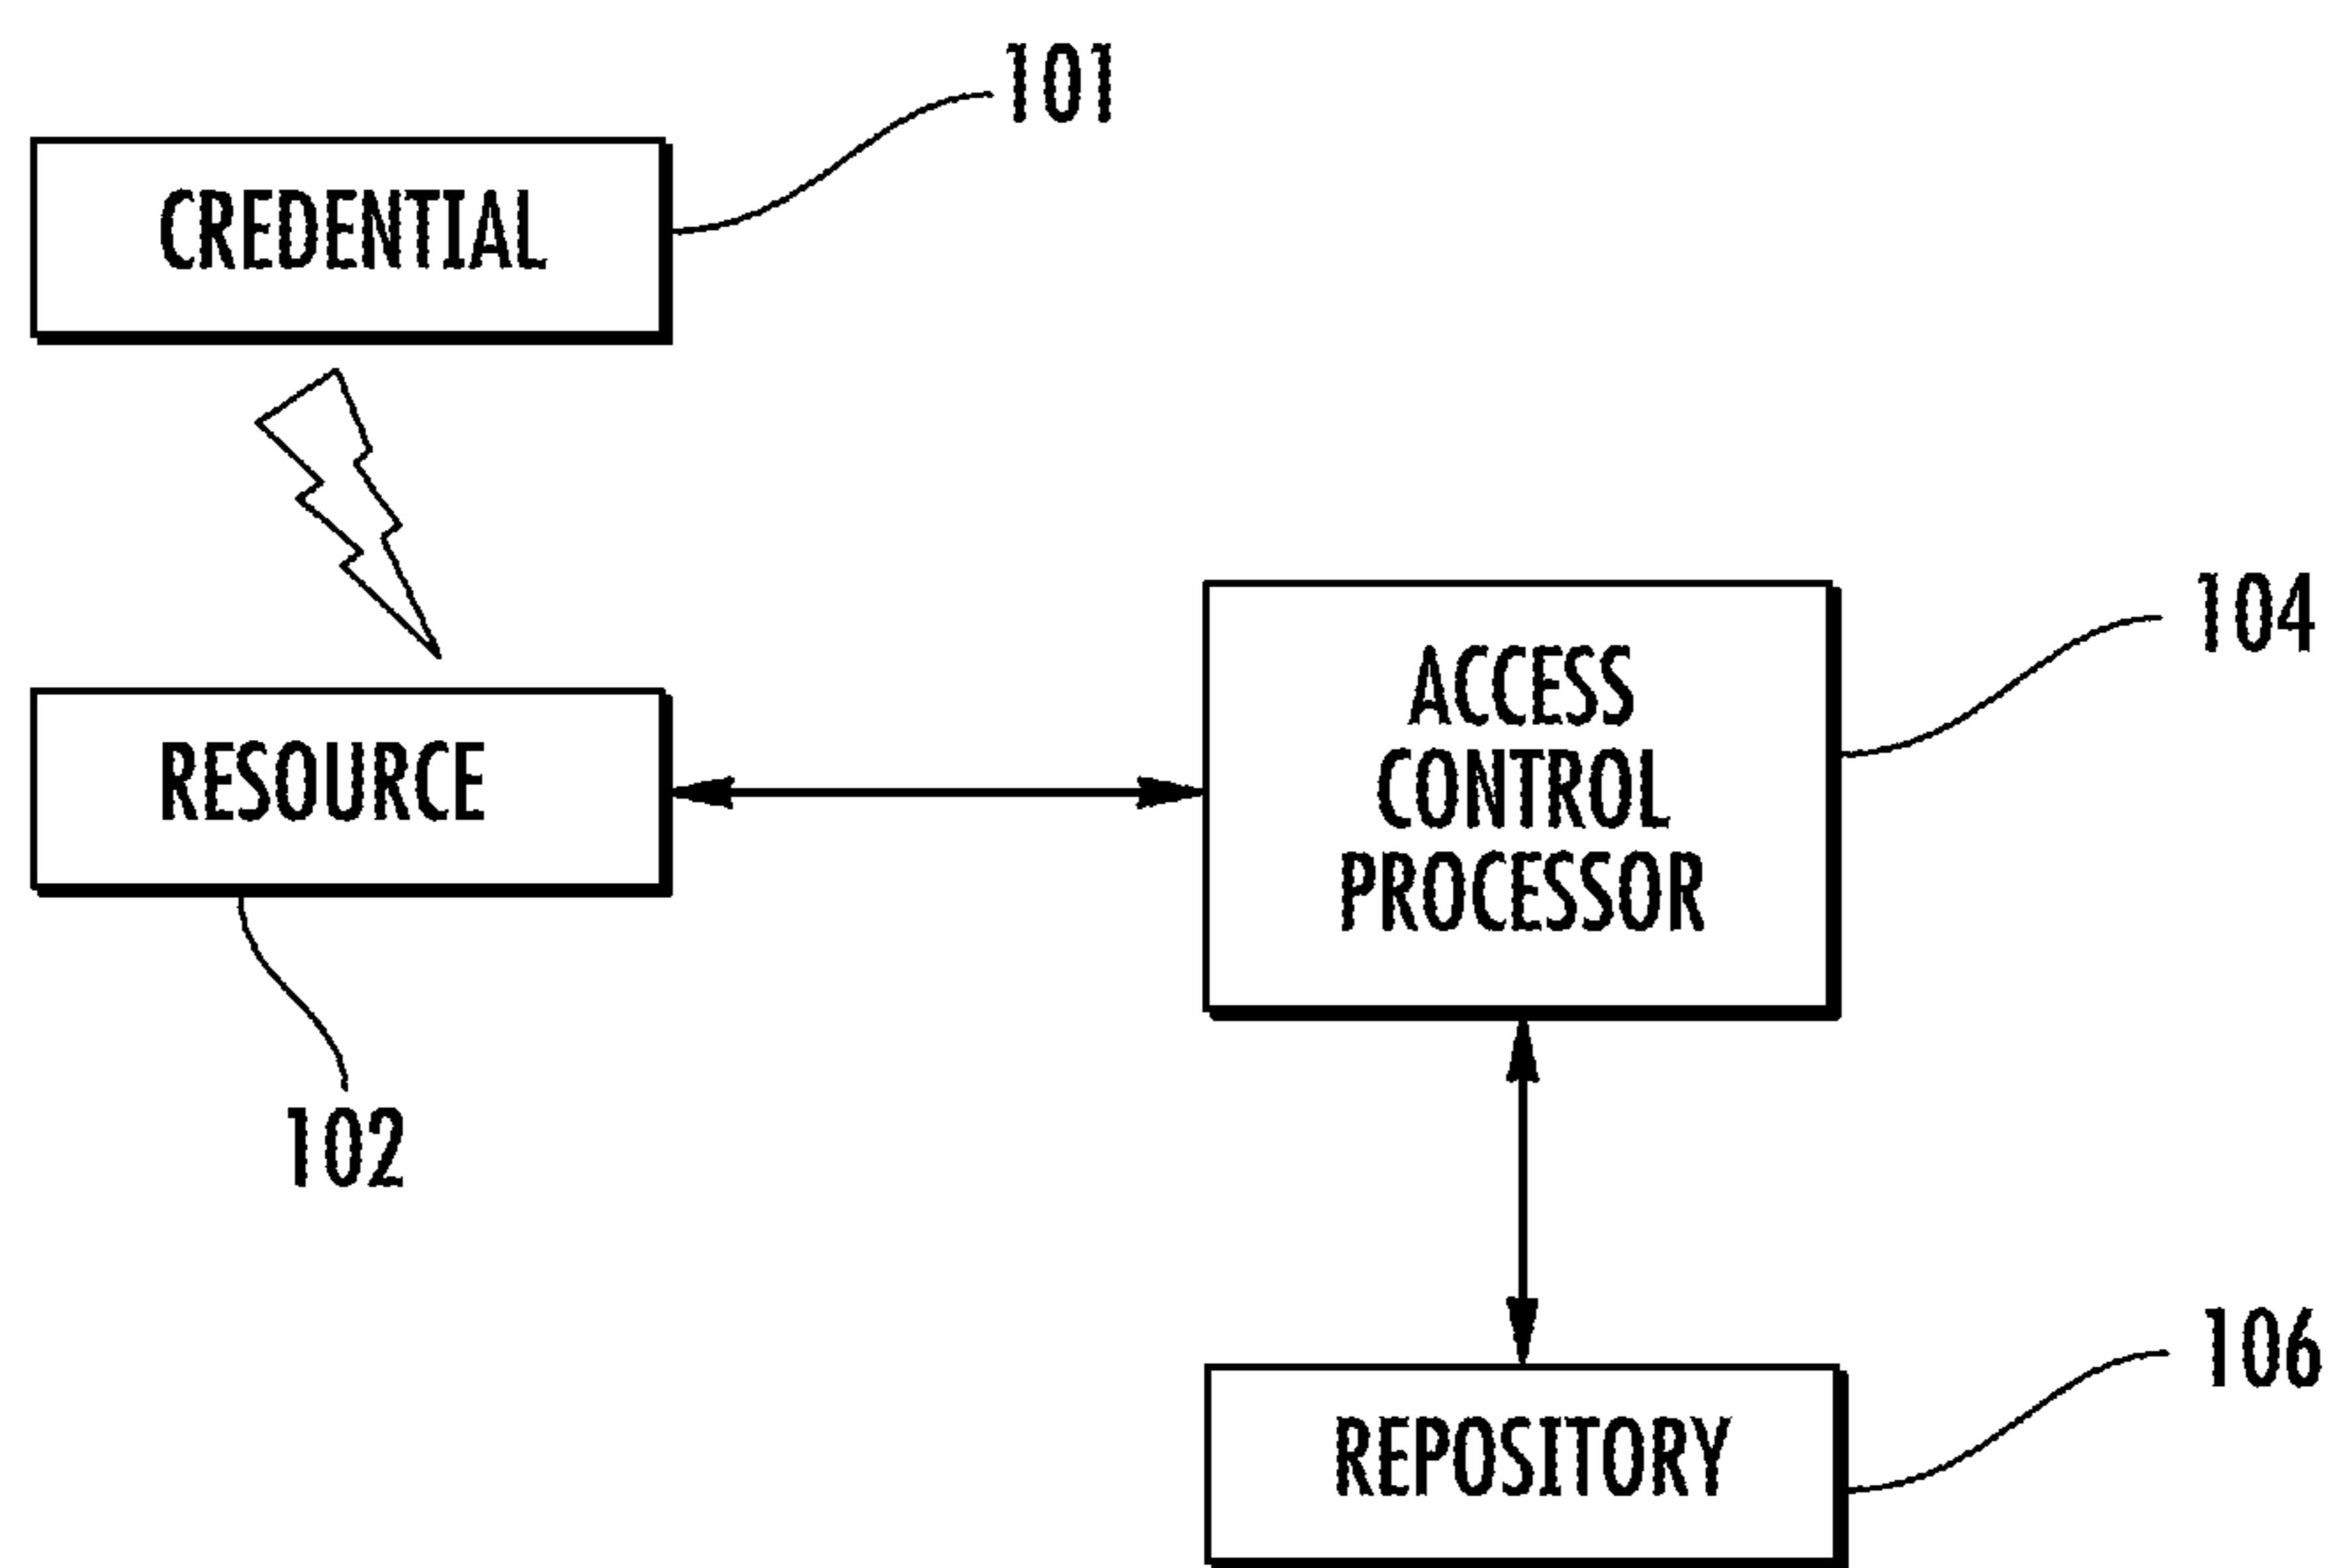 101
CREDENTIAL
104
ACCESS
CONTROL
PROCESSOR
RESOURCE
102
106
REPOSITORY